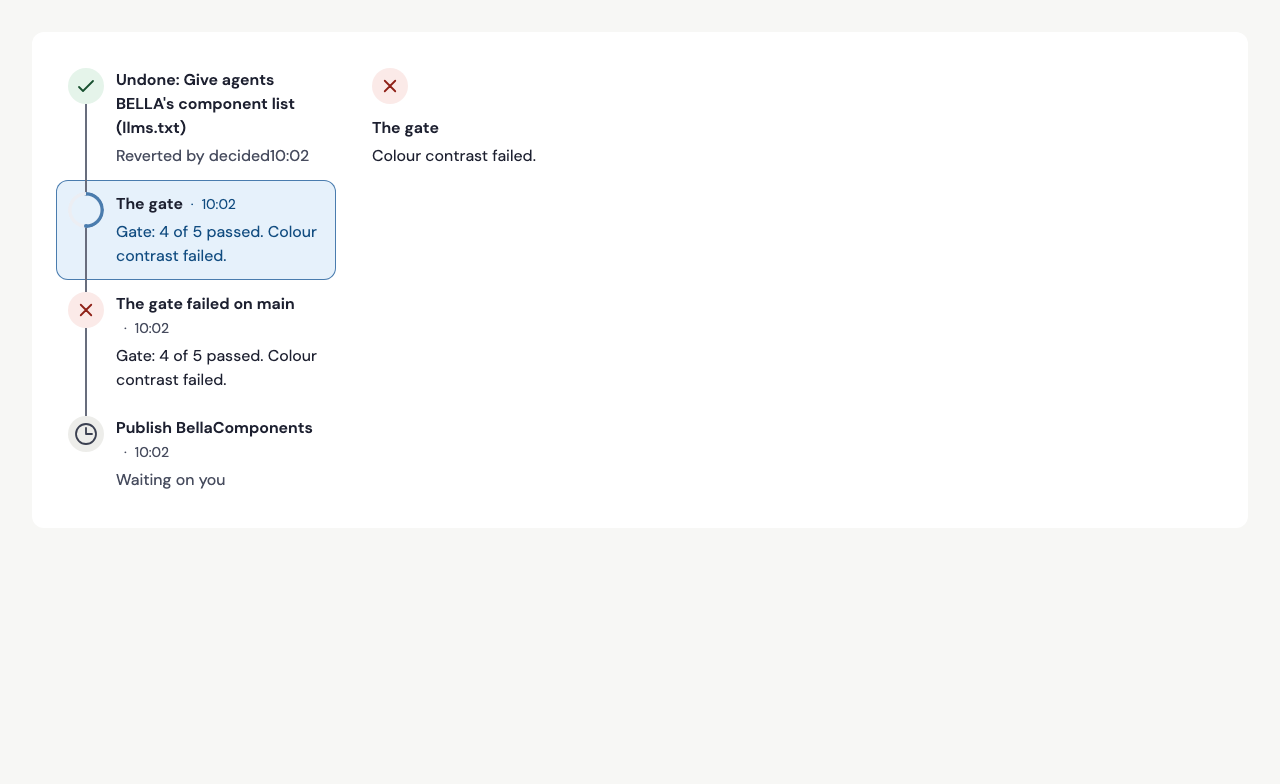 Undone: Give agents
BELLA's component list
(llms.txt)
Reverted by decided10:02
The gate · 10:02
Gate: 4 of 5 passed. Colour
contrast failed.
The gate failed on main
· 10:02
Gate: 4 of 5 passed. Colour
contrast failed.
Publish BellaComponents
· 10:02
Waiting on you
The gate
Colour contrast failed.